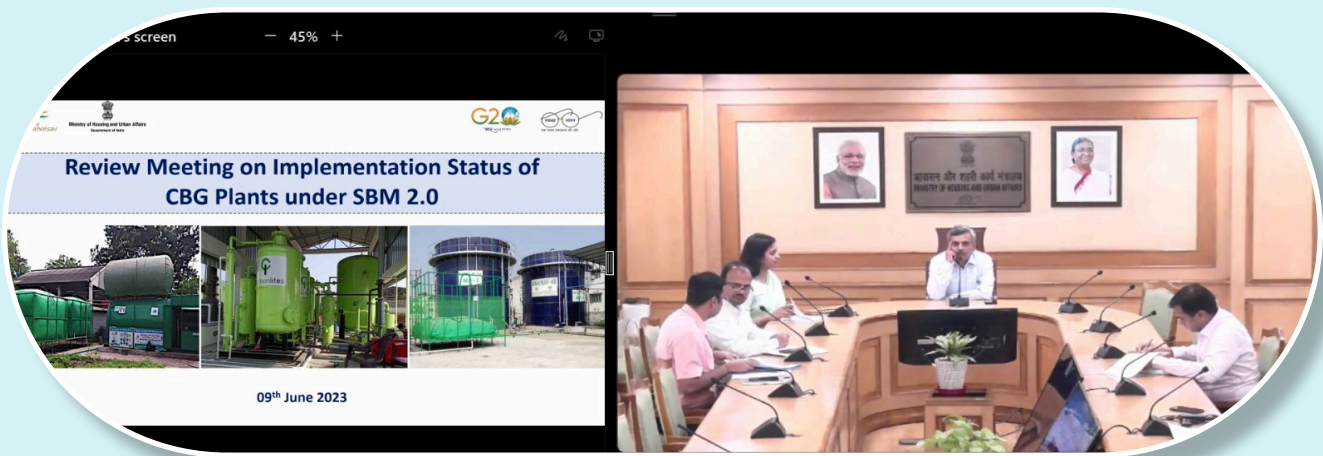 's screen
− 45% +
Ministry of Housing and Urban Affairs
Government of India
G20
Review Meeting on Implementation Status of
CBG Plants under SBM 2.0
09th June 2023
आवासन और शहरी कार्य मंत्रालय
MINISTRY OF HOUSING AND URBAN AFFAIRS